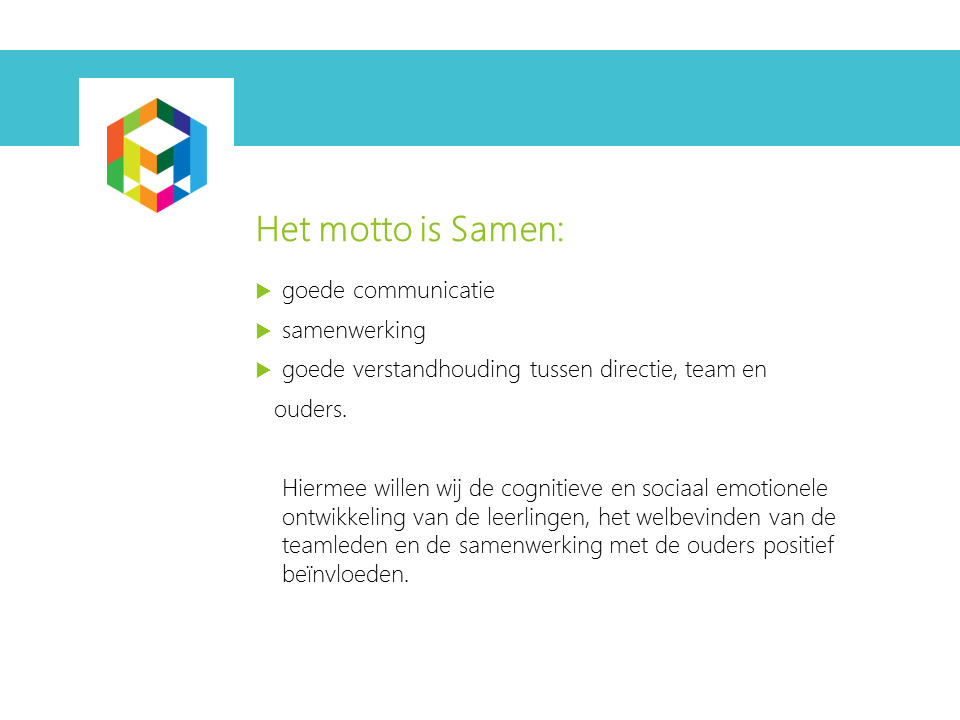 Het motto is Samen:
goede communicatie
samenwerking
goede verstandhouding tussen directie, team en
ouders.
Hiermee willen wij de cognitieve en sociaal emotionele
ontwikkeling van de leerlingen, het welbevinden van de
teamleden en de samenwerking met de ouders positief
beïnvloeden.